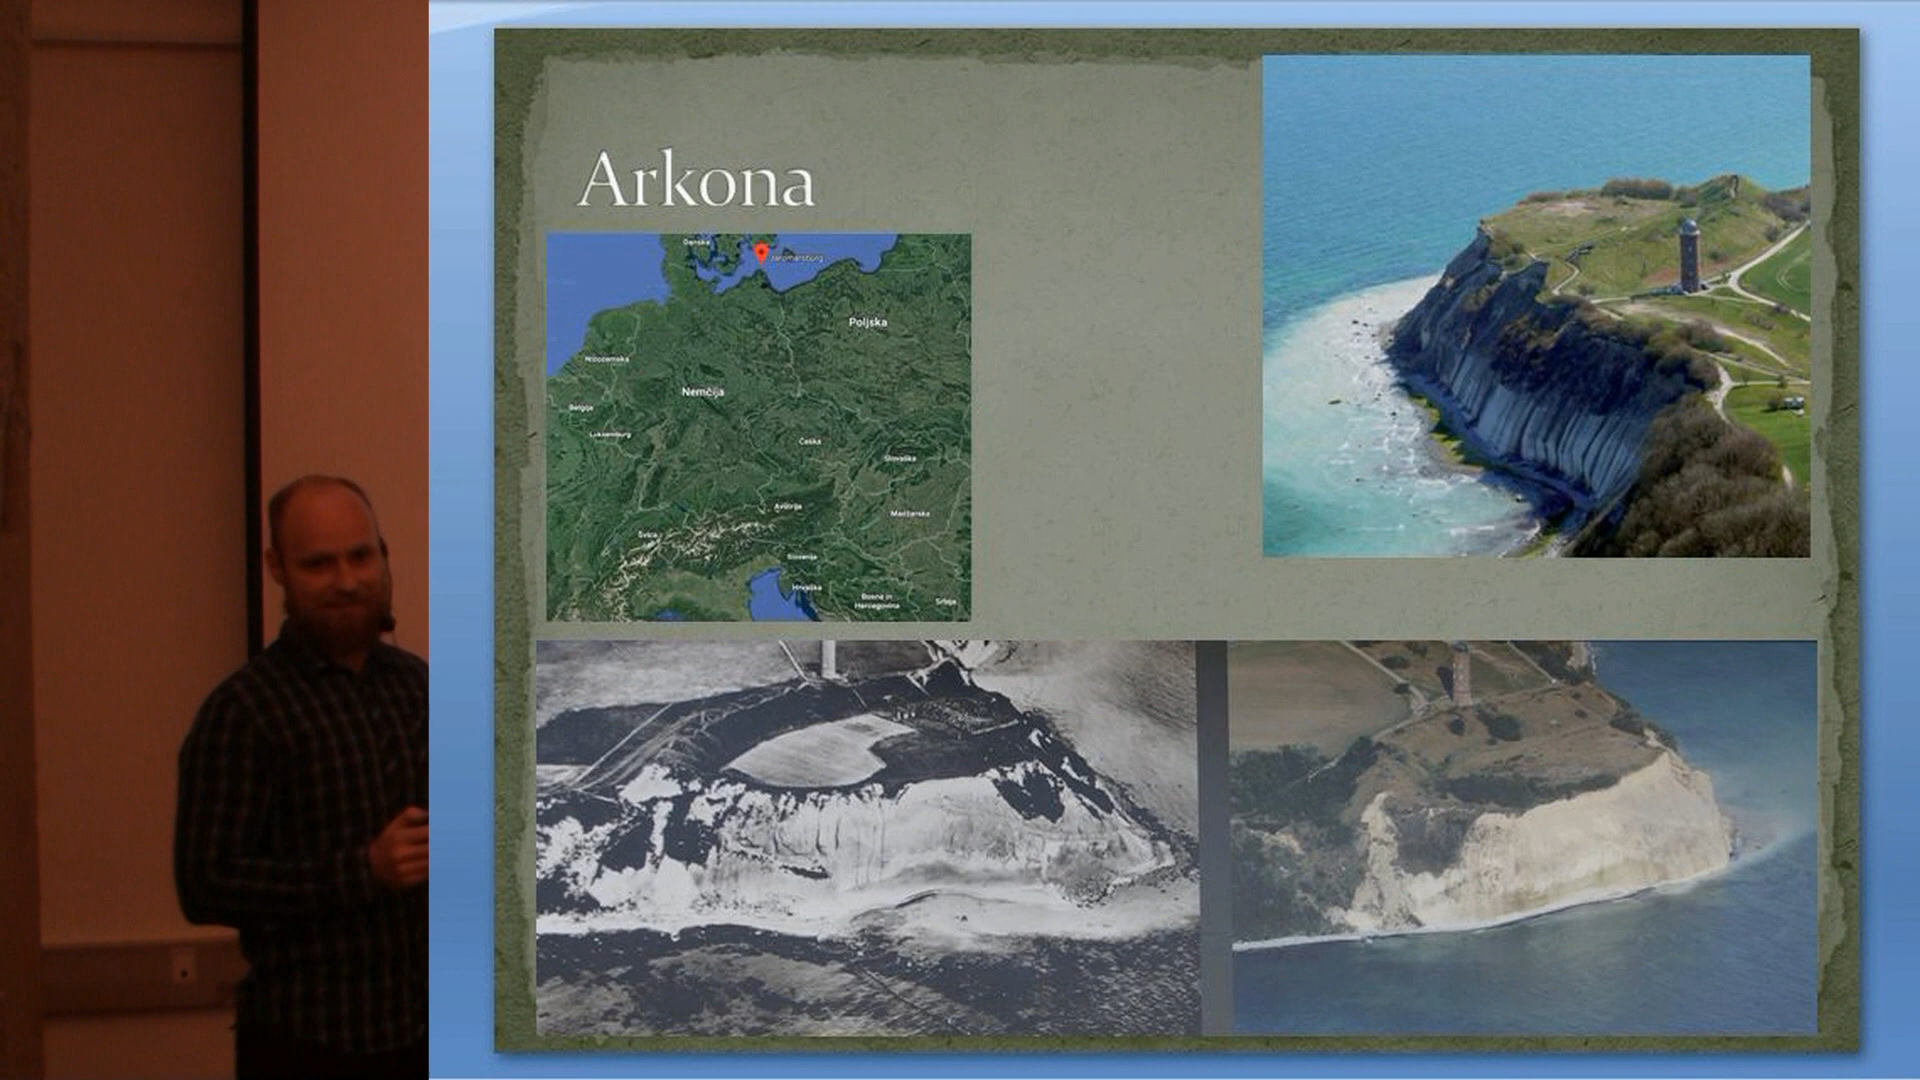 Arkona
Danska
Jaromarsburg
Poljska
Nizozemska
Nemčija
Belgija
Luksemburg
Češka
Slovaška
Avstrija
Madžarska
Švica
Slovenija
Hrvaška
Bosna in
Hercegovina
Srbija